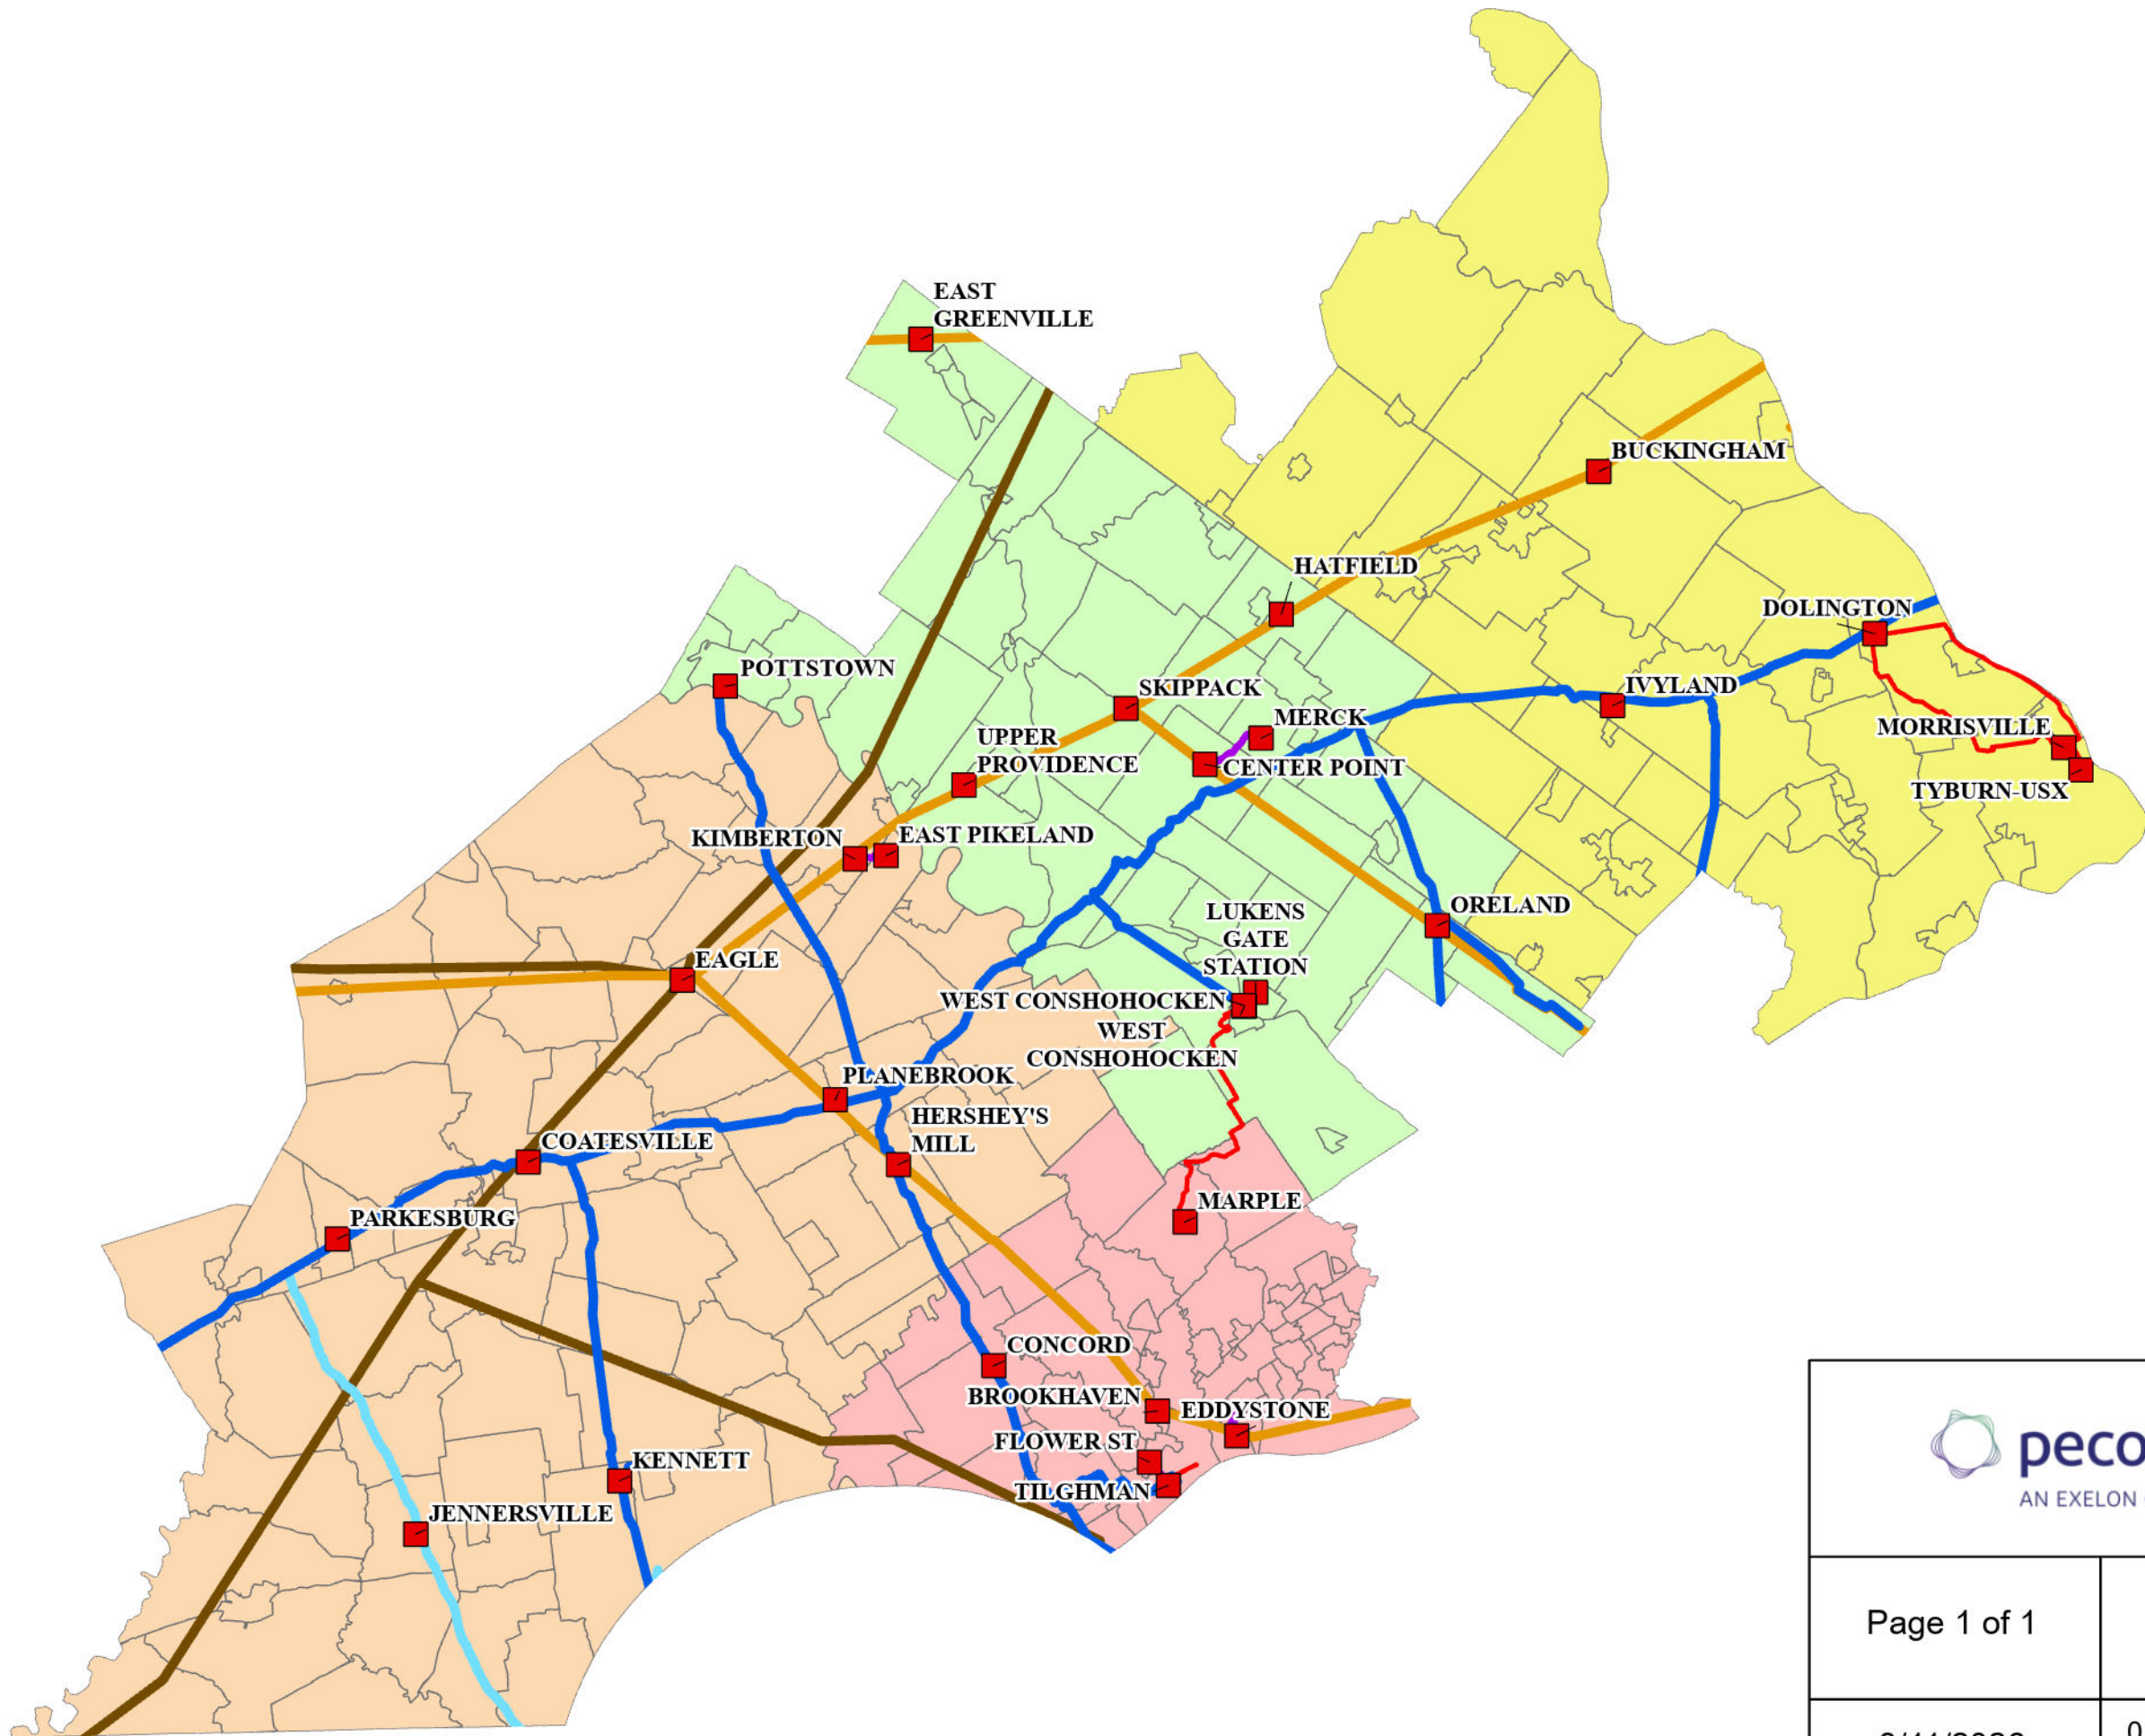 EAST
GREENVILLE
BUCKINGHAM
HATFIELD
DOLINGTON
POTTSTOWN
SKIPPACK
IVYLAND
MERCK
MORRISVILLE
UPPER
PROVIDENCE
CENTER POINT
TYBURN-USX
KIMBERTON
EAST PIKELAND
ORELAND
LUKENS
GATE
STATION
EAGLE
WEST CONSHOHOCKEN
WEST
CONSHOHOCKEN
PLANEBROOK
HERSHEY'S
MILL
COATESVILLE
MARPLE
PARKESBURG
CONCORD
BROOKHAVEN
EDDYSTONE
FLOWER ST
KENNETT
TILGHMAN
JENNERSVILLE
peco
AN EXELON
Page 1 of 1